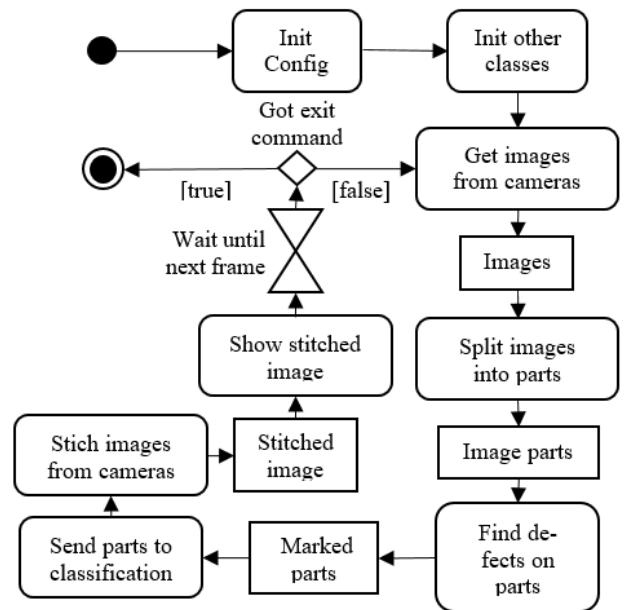 Init
Config
Init other
classes
Got exit
command
[true]
[false]
Get images
from cameras
Wait until
next frame
Images
Show stitched
image
Split images
into parts
Stich images
from cameras
Stitched
image
Image parts
Send parts to
classification
Marked
parts
Find de-
fects on
parts